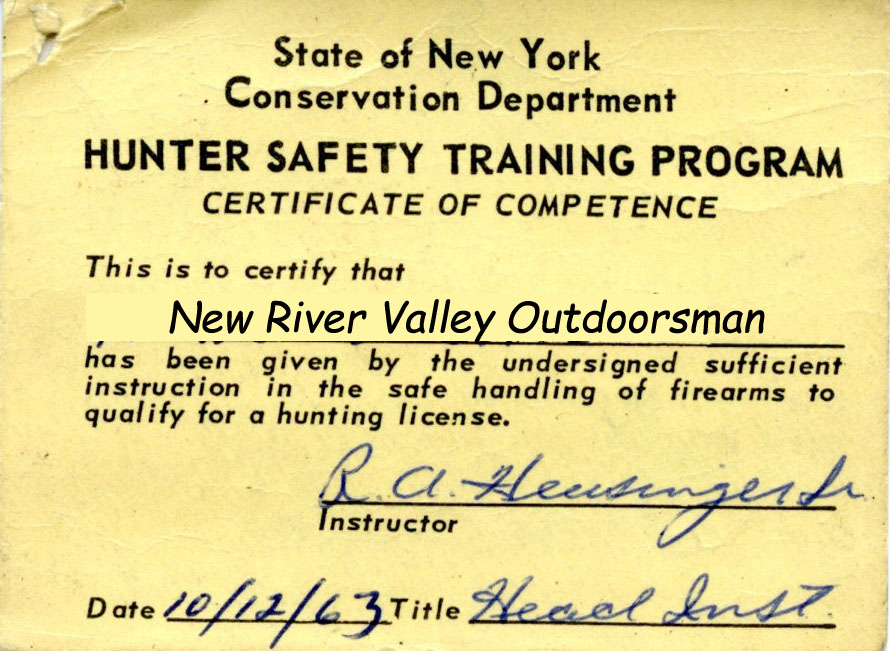 State of New York
Conservation Department
HUNTER SAFETY TRAINING PROGRAM
CERTIFICATE OF COMPETENCE
This is to certify that
New River Valley Outdoorsman
has been given by the undersigned sufficient
instruction in the safe handling of firearms to
qualify for a hunting license.
R. A. Heusinger Sr
Instructor
Date 10/12/63 Title Head Inst.